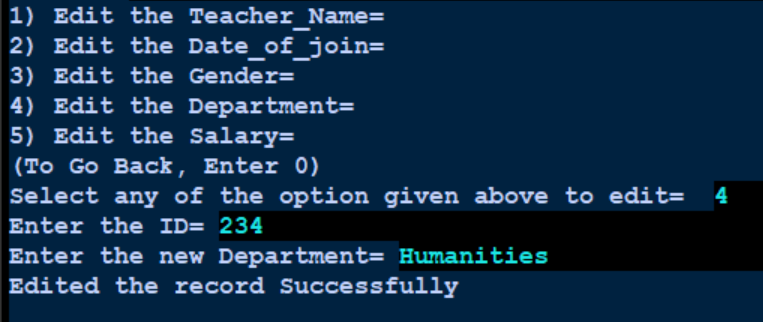 1) Edit the Teacher_Name=
2) Edit the Date_of_join=
3) Edit the Gender=
4) Edit the Department=
5) Edit the Salary=
(To Go Back, Enter 0)
Select any of the option given above to edit=  4
Enter the ID= 234
Enter the new Department= Humanities
Edited the record Successfully